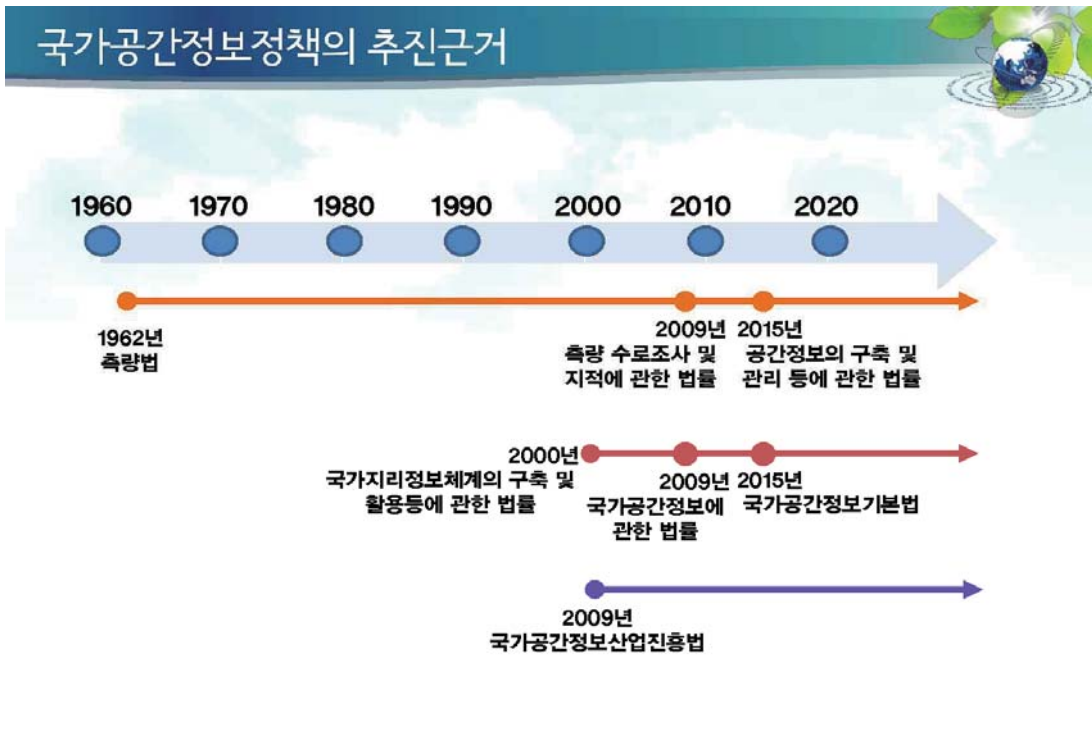 국가공간정보정책의 추진근거
1960 1970 1980 1990 2000 2010 2020
1962년
측량법
2009년
측량 수로조사 및
지적에 관한 법률
2015년
공간정보의 구축 및
관리 등에 관한 법률
2000년
국가지리정보체계의 구축 및
활용등에 관한 법률
2009년
국가공간정보에
관한 법률
2015년
국가공간정보기본법
2009년
국가공간정보산업진흥법